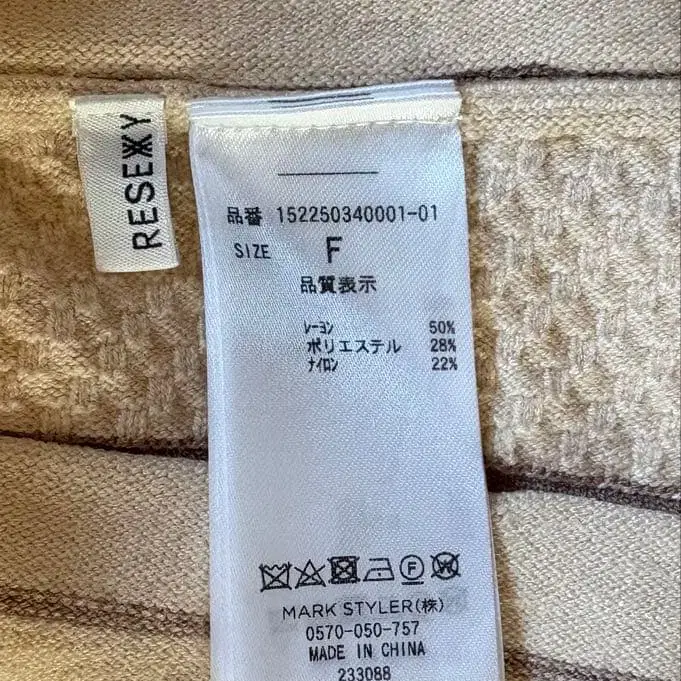 RESEXXY
品番 152250340001-01
SIZE F
品質表示
ﾚｰﾖﾝ 50%
ポリエステル 28%
ﾅｲﾛﾝ 22%
F W
MARK STYLER(株)
0570-050-757
MADE IN CHINA
233088